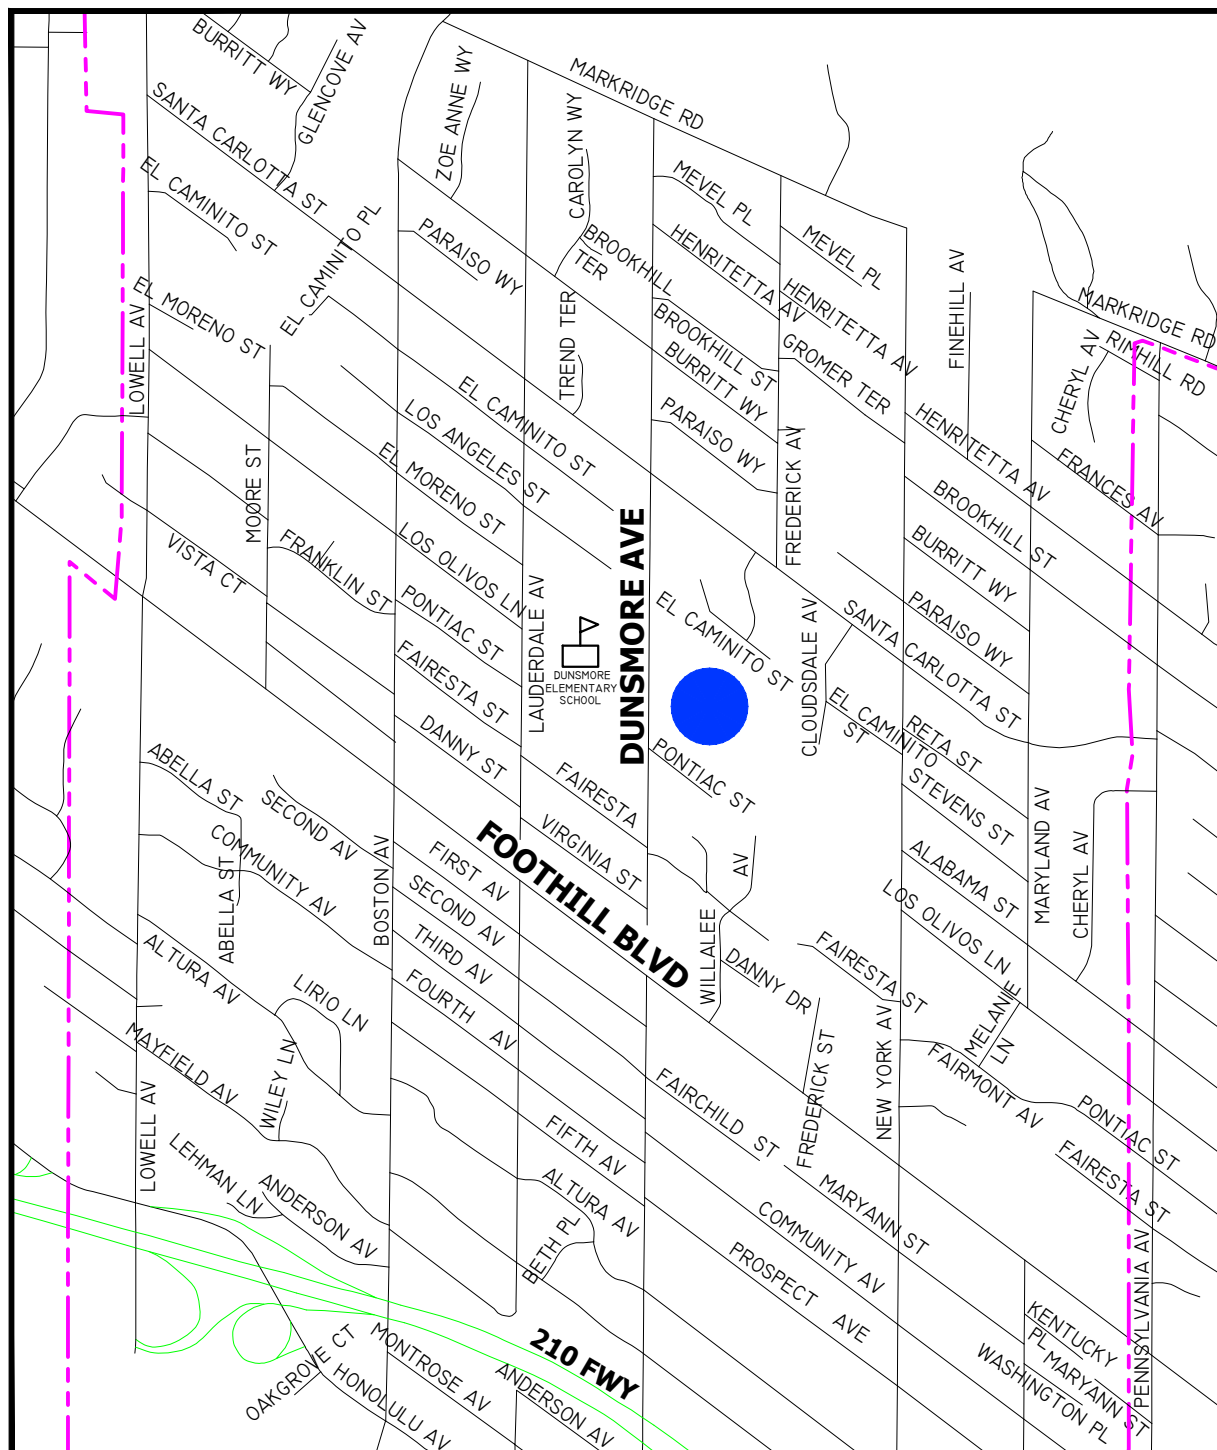 BURRITT WY
GLENCOVE AV
ZOE ANNE WY
MARKRIDGE RD
CAROLYN WY
SANTA CARLOTTA ST
EL CAMINITO ST
EL CAMINITO PL
PARAISO WY
BROOKHILL
TER
MEVEL PL
MEVEL PL
HENRITETTA AV
HENRITETTA AV
FINEHILL AV
MARKRIDGE RD
RIMHILL RD
CHERYL AV
EL MORENO ST
LOWELL AV
TREND TER
BROOKHILL ST
BURRITT WY
GROMER TER
PARAISO WY
EL CAMINITO ST
LOS ANGELES ST
EL MORENO ST
HENRITETTA AV
FRANCES AV
FREDERICK AV
BROOKHILL ST
BURRITT WY
MOORE ST
VISTA CT
FRANKLIN ST
LOS OLIVOS LN
PONTIAC ST
FAIRESTA ST
LAUDERDALE AV
DUNSMORE AVE
DUNSMORE
ELEMENTARY
SCHOOL
EL CAMINITO ST
CLOUDSDALE AV
SANTA CARLOTTA ST
PARAISO WY
EL CAMINITO
ST
RETA ST
STEVENS ST
DANNY ST
PONTIAC ST
FAIRESTA
VIRGINIA ST
ABELLA ST
SECOND AV
COMMUNITY AV
ABELLA ST
BOSTON AV
FIRST AV
SECOND AV
THIRD AV
FOURTH AV
FOOTHILL BLVD
WILLALEE
AV
DANNY DR
FAIRESTA ST
ALABAMA ST
LOS OLIVOS LN
MARYLAND AV
CHERYL AV
MELANIE
LN
ALTURA AV
LIRIO LN
MAYFIELD AV
WILEY LN
LOWELL AV
LEHMAN LN
ANDERSON AV
FREDERICK ST
NEW YORK AV
FAIRMONT AV
PONTIAC ST
FAIRESTA ST
FAIRCHILD ST
FIFTH AV
ALTURA AV
BETH PL
MARYANN ST
COMMUNITY AV
PROSPECT AVE
PENNSYLVANIA AV
KENTUCKY
PL
MARYANN ST
WASHINGTON PL
210 FWY
OAKGROVE CT
MONTROSE AV
HONOLULU AV
ANDERSON AV